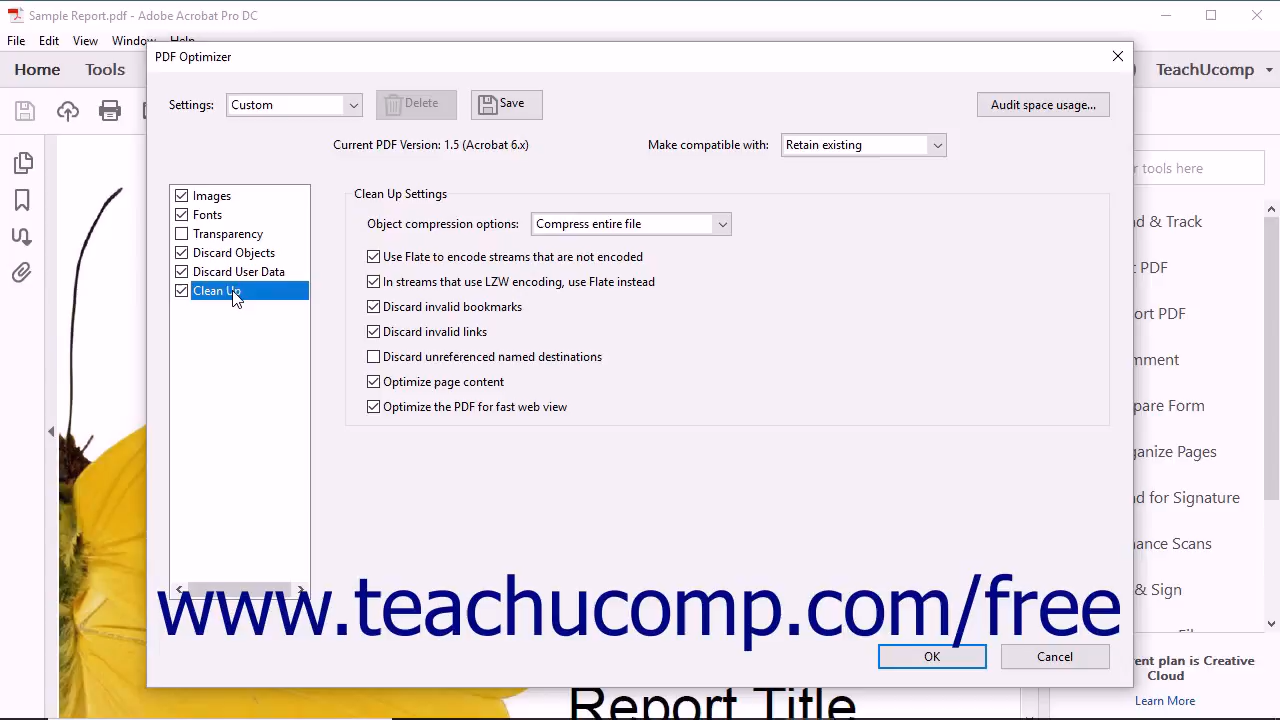 Sample Report.pdf - Adobe Acrobat Pro DC
File Edit View Window Help
PDF Optimizer
Home Tools
TeachUcomp
Settings: Custom Delete Save Audit space usage...
Current PDF Version: 1.5 (Acrobat 6.x) Make compatible with: Retain existing
tools here
Images
Fonts
Transparency
Discard Objects
Discard User Data
Clean Up
Clean Up Settings
Object compression options: Compress entire file
Use Flate to encode streams that are not encoded
In streams that use LZW encoding, use Flate instead
Discard invalid bookmarks
Discard invalid links
Discard unreferenced named destinations
Optimize page content
Optimize the PDF for fast web view
d & Track
PDF
ort PDF
mment
pare Form
ganize Pages
d for Signature
ance Scans
& Sign
www.teachucomp.com/free
OK Cancel
ent plan is Creative
Cloud
Learn More
Report Title